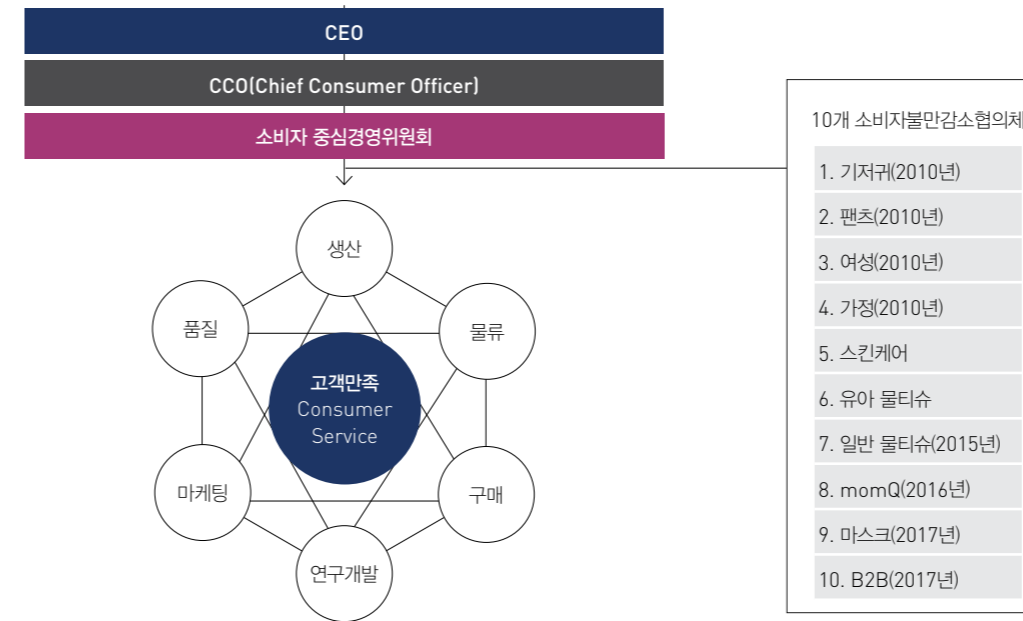 CEO
CCO(Chief Consumer Officer)
소비자 중심경영위원회
생산
품질
물류
고객만족
Consumer
Service
마케팅
구매
연구개발
10개 소비자불만감소협의체
1. 기저귀(2010년)
2. 팬츠(2010년)
3. 여성(2010년)
4. 가정(2010년)
5. 스킨케어
6. 유아 물티슈
7. 일반 물티슈(2015년)
8. momQ(2016년)
9. 마스크(2017년)
10. B2B(2017년)